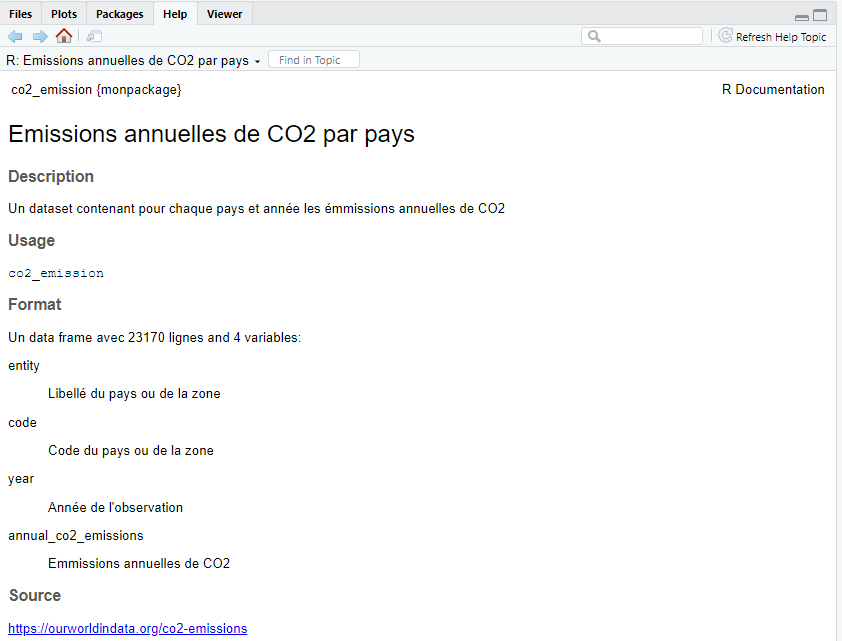 Files Plots Packages Help Viewer
Refresh Help Topic
R: Emissions annuelles de CO2 par pays Find in Topic
co2_emission {monpackage} R Documentation
Emissions annuelles de CO2 par pays
Description
Un dataset contenant pour chaque pays et année les émmissions annuelles de CO2
Usage
co2_emission
Format
Un data frame avec 23170 lignes and 4 variables:
entity
Libellé du pays ou de la zone
code
Code du pays ou de la zone
year
Année de l'observation
annual_co2_emissions
Emmissions annuelles de CO2
Source
https://ourworldindata.org/co2-emissions